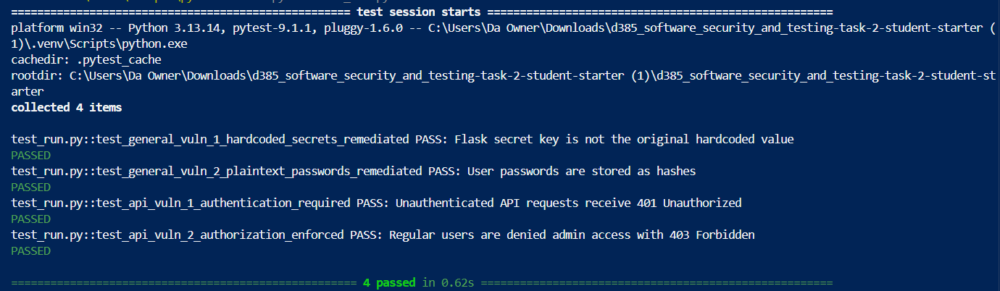 ==================================================== test session starts =====================================================
platform win32 -- Python 3.13.14, pytest-9.1.1, pluggy-1.6.0 -- C:\Users\Da Owner\Downloads\d385_software_security_and_testing-task-2-student-starter (
1)\.venv\Scripts\python.exe
cachedir: .pytest_cache
rootdir: C:\Users\Da Owner\Downloads\d385_software_security_and_testing-task-2-student-starter (1)\d385_software_security_and_testing-task-2-student-st
arter
collected 4 items
test_run.py::test_general_vuln_1_hardcoded_secrets_remediated PASS: Flask secret key is not the original hardcoded value
PASSED
test_run.py::test_general_vuln_2_plaintext_passwords_remediated PASS: User passwords are stored as hashes
PASSED
test_run.py::test_api_vuln_1_authentication_required PASS: Unauthenticated API requests receive 401 Unauthorized
PASSED
test_run.py::test_api_vuln_2_authorization_enforced PASS: Regular users are denied admin access with 403 Forbidden
PASSED
===================================================== 4 passed in 0.62s ======================================================